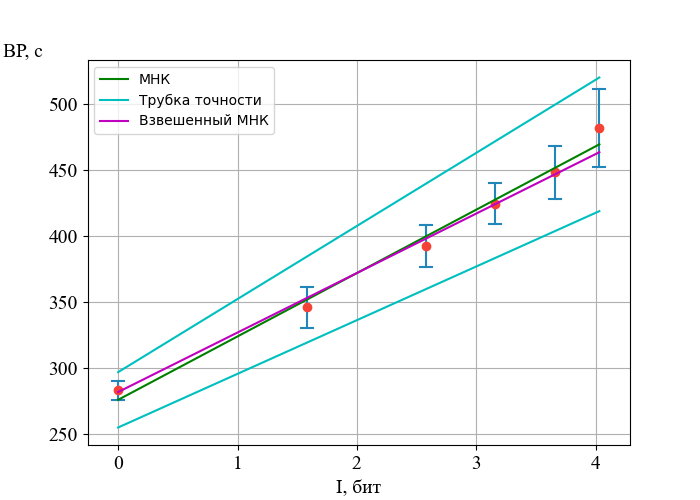 ВР, с
МНК
Трубка точности
Взвешенный МНК
500
450
400
350
300
250
0 1 2 3 4
I, бит